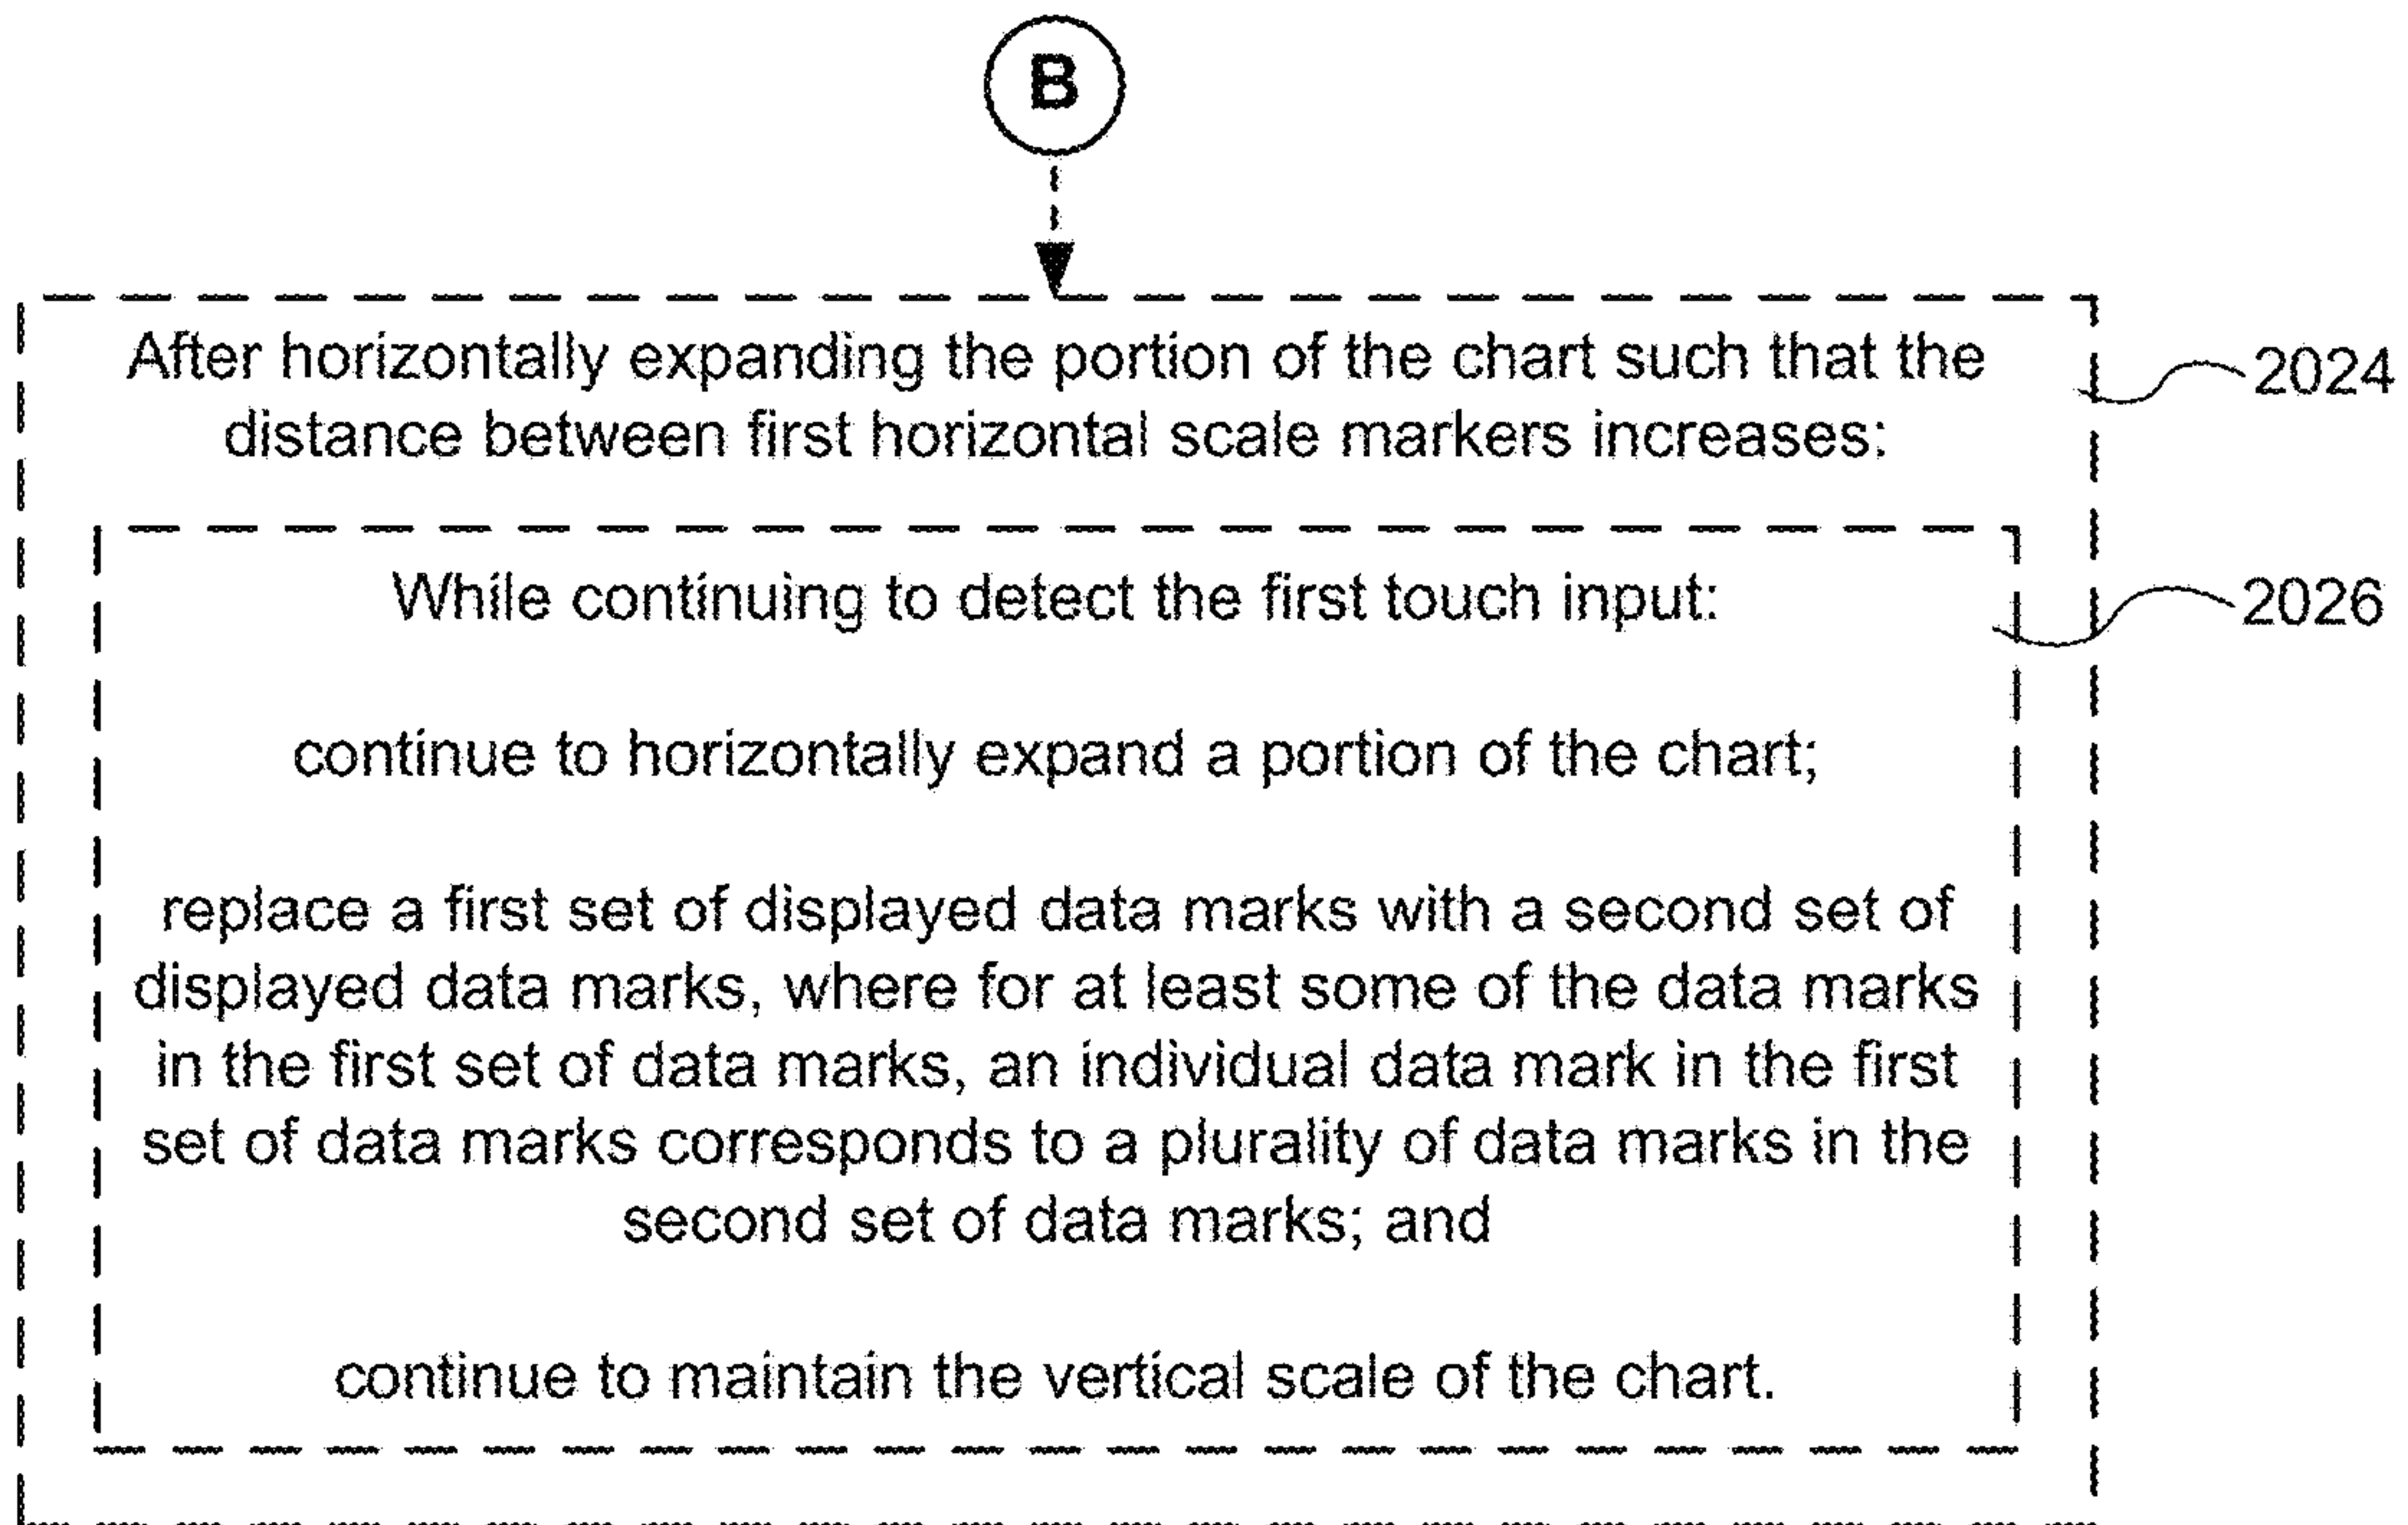 B
After horizontally expanding the portion of the chart such that the
distance between first horizontal scale markers increases:
2024
While continuing to detect the first touch input:
2026
continue to horizontally expand a portion of the chart;
replace a first set of displayed data marks with a second set of
displayed data marks, where for at least some of the data marks
in the first set of data marks, an individual data mark in the first
set of data marks corresponds to a plurality of data marks in the
second set of data marks; and
continue to maintain the vertical scale of the chart.